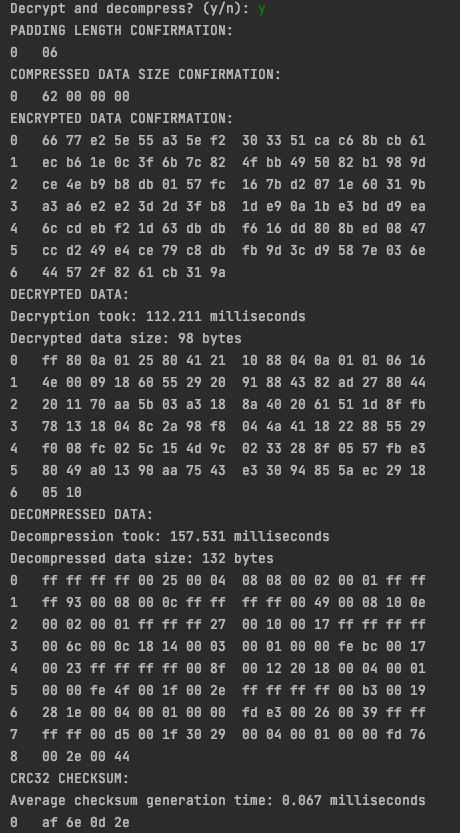 Decrypt and decompress? (y/n): y
PADDING LENGTH CONFIRMATION:
0 06
COMPRESSED DATA SIZE CONFIRMATION:
0 62 00 00 00
ENCRYPTED DATA CONFIRMATION:
0 66 77 e2 5e 55 a3 5e f2 30 33 51 ca c6 8b cb 61
1 ec b6 1e 0c 3f 6b 7c 82 4f bb 49 50 82 b1 98 9d
2 ce 4e b9 b8 db 01 57 fc 16 7b d2 07 1e 60 31 9b
3 a3 a6 e2 e2 3d 2d 3f b8 1d e9 0a 1b e3 bd d9 ea
4 6c cd eb f2 1d 63 db db f6 16 dd 80 8b ed 08 47
5 cc d2 49 e4 ce 79 c8 db fb 9d 3c d9 58 7e 03 6e
6 44 57 2f 82 61 cb 31 9a
DECRYPTED DATA:
Decryption took: 112.211 milliseconds
Decrypted data size: 98 bytes
0 ff 80 0a 01 25 80 41 21 10 88 04 0a 01 01 06 16
1 4e 00 09 18 60 55 29 20 91 88 43 82 ad 27 80 44
2 20 11 70 aa 5b 03 a3 18 8a 40 20 61 51 1d 8f fb
3 78 13 18 04 8c 2a 98 f8 04 4a 41 18 22 88 55 29
4 f0 08 fc 02 5c 15 4d 9c 02 33 28 8f 05 57 fb e3
5 80 49 a0 13 90 aa 75 43 e3 30 94 85 5a ec 29 18
6 05 10
DECOMPRESSED DATA:
Decompression took: 157.531 milliseconds
Decompressed data size: 132 bytes
0 ff ff ff ff 00 25 00 04 08 08 00 02 00 01 ff ff
1 ff 93 00 08 00 0c ff ff ff ff 00 49 00 08 10 0e
2 00 02 00 01 ff ff ff 27 00 10 00 17 ff ff ff ff
3 00 6c 00 0c 18 14 00 03 00 01 00 00 fe bc 00 17
4 00 23 ff ff ff ff 00 8f 00 12 20 18 00 04 00 01
5 00 00 fe 4f 00 1f 00 2e ff ff ff ff 00 b3 00 19
6 28 1e 00 04 00 01 00 00 fd e3 00 26 00 39 ff ff
7 ff ff 00 d5 00 1f 30 29 00 04 00 01 00 00 fd 76
8 00 2e 00 44
CRC32 CHECKSUM:
Average checksum generation time: 0.067 milliseconds
0 af 6e 0d 2e